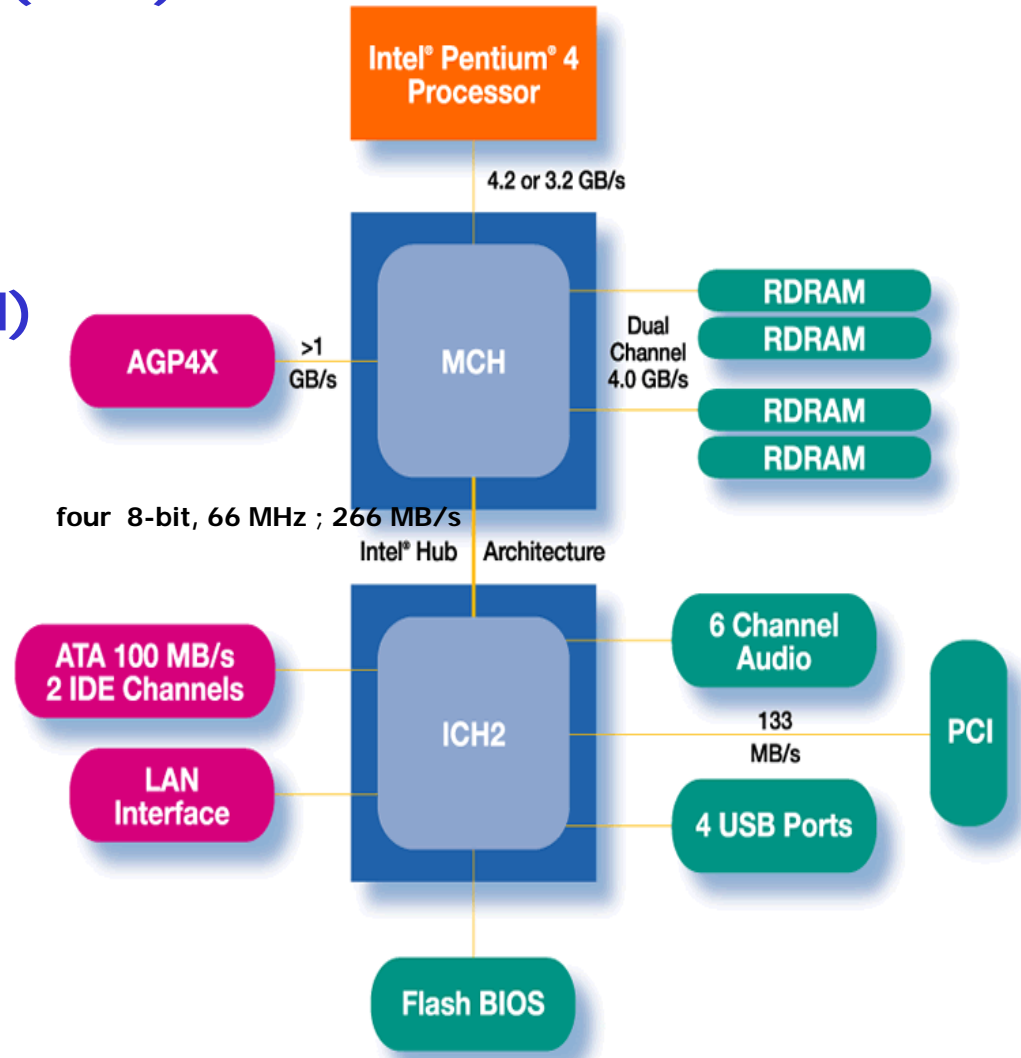 Intel® Pentium® 4
Processor
4.2 or 3.2 GB/s
)
AGP4X
>1
GB/s
MCH
Dual
Channel
4.0 GB/s
RDRAM
RDRAM
RDRAM
RDRAM
four 8-bit, 66 MHz ; 266 MB/s
Intel® Hub Architecture
ATA 100 MB/s
2 IDE Channels
LAN
Interface
ICH2
6 Channel
Audio
133
MB/s
PCI
4 USB Ports
Flash BIOS